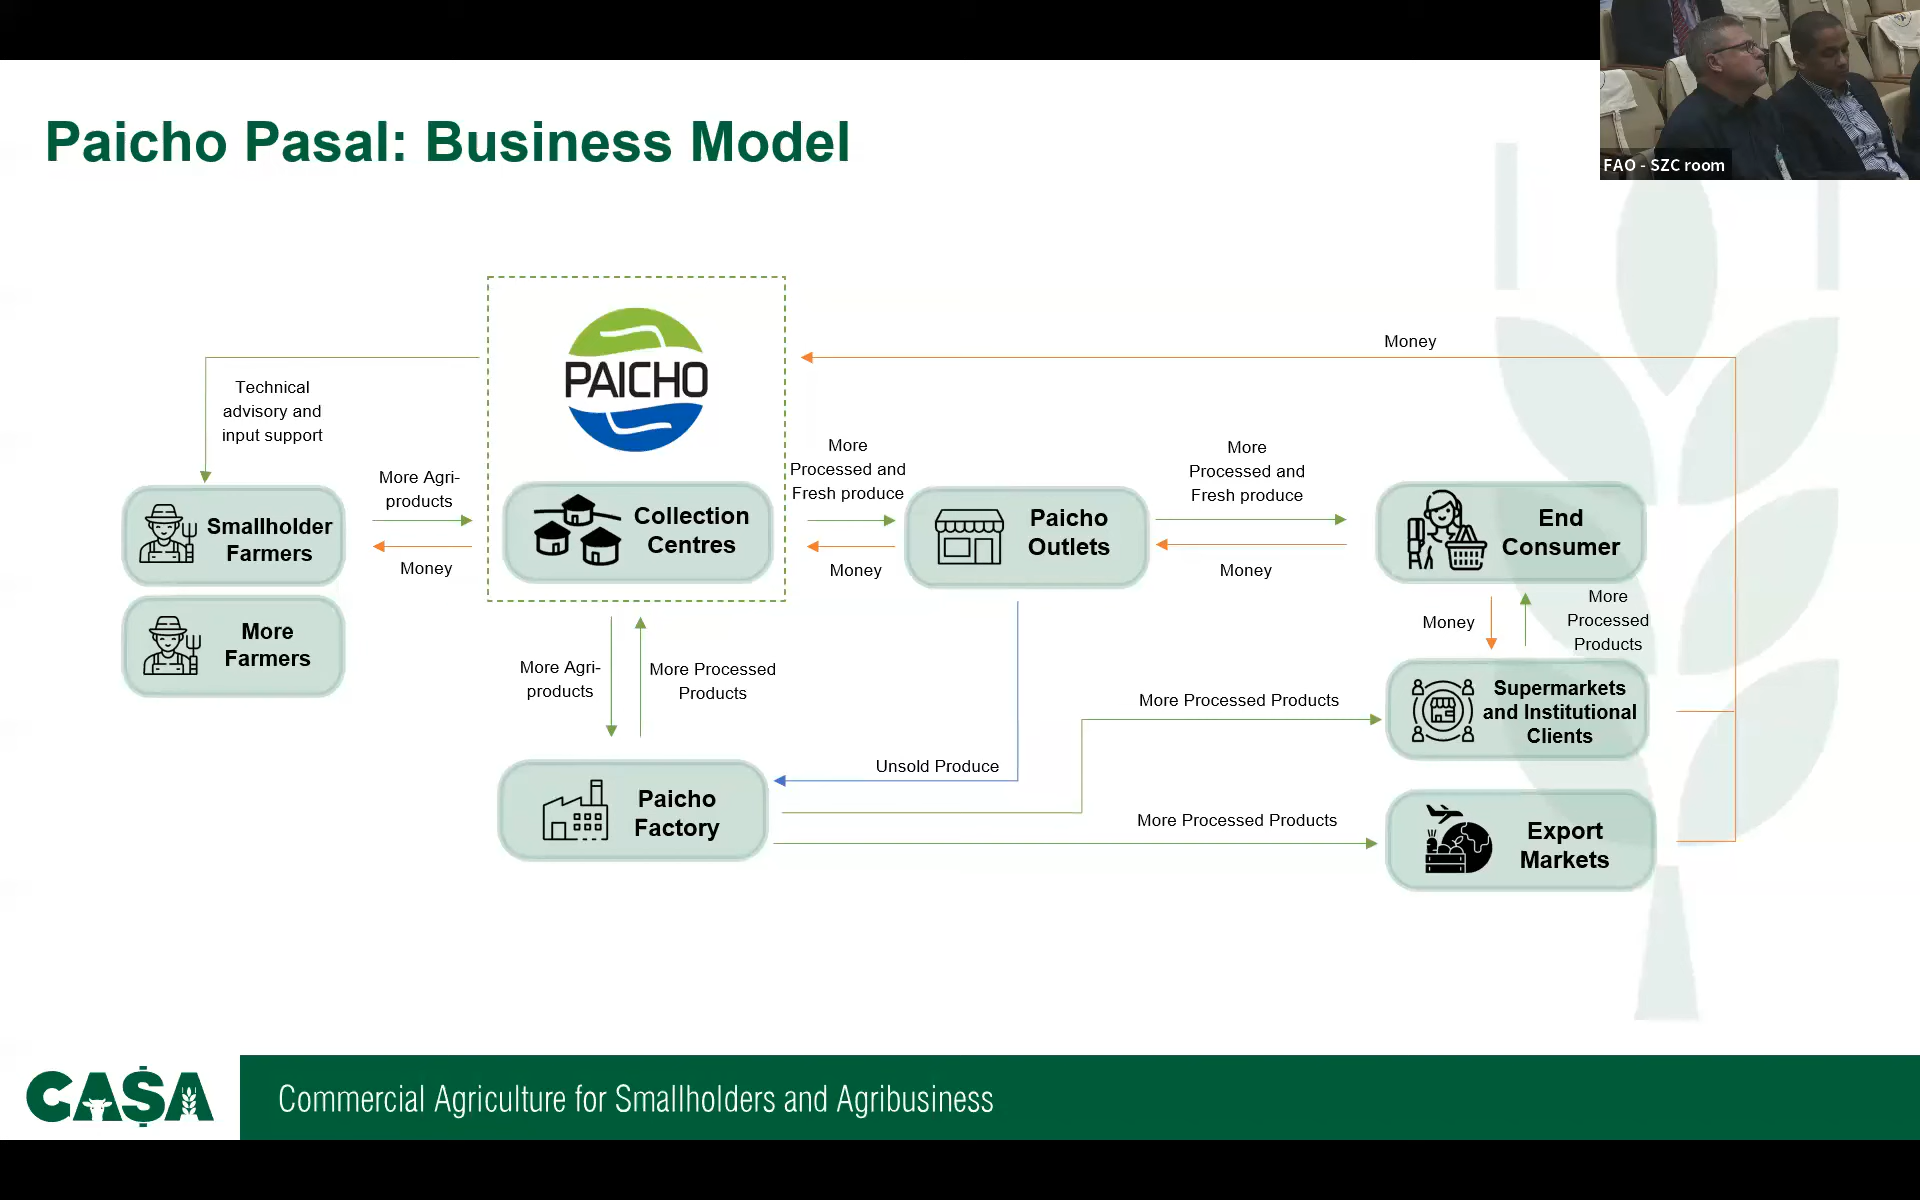 FAO - SZC room
Paicho Pasal: Business Model
PAICHO
Money
Technical
advisory and
input support
More Agri-
products
Money
More
Processed and
Fresh produce
Money
More
Processed and
Fresh produce
Money
Smallholder
Farmers
More
Farmers
Collection
Centres
Paicho
Outlets
End
Consumer
Money
More
Processed
Products
More Agri-
products
More Processed
Products
Supermarkets
and Institutional
Clients
More Processed Products
Unsold Produce
Paicho
Factory
More Processed Products
Export
Markets
CA$A
Commercial Agriculture for Smallholders and Agribusiness